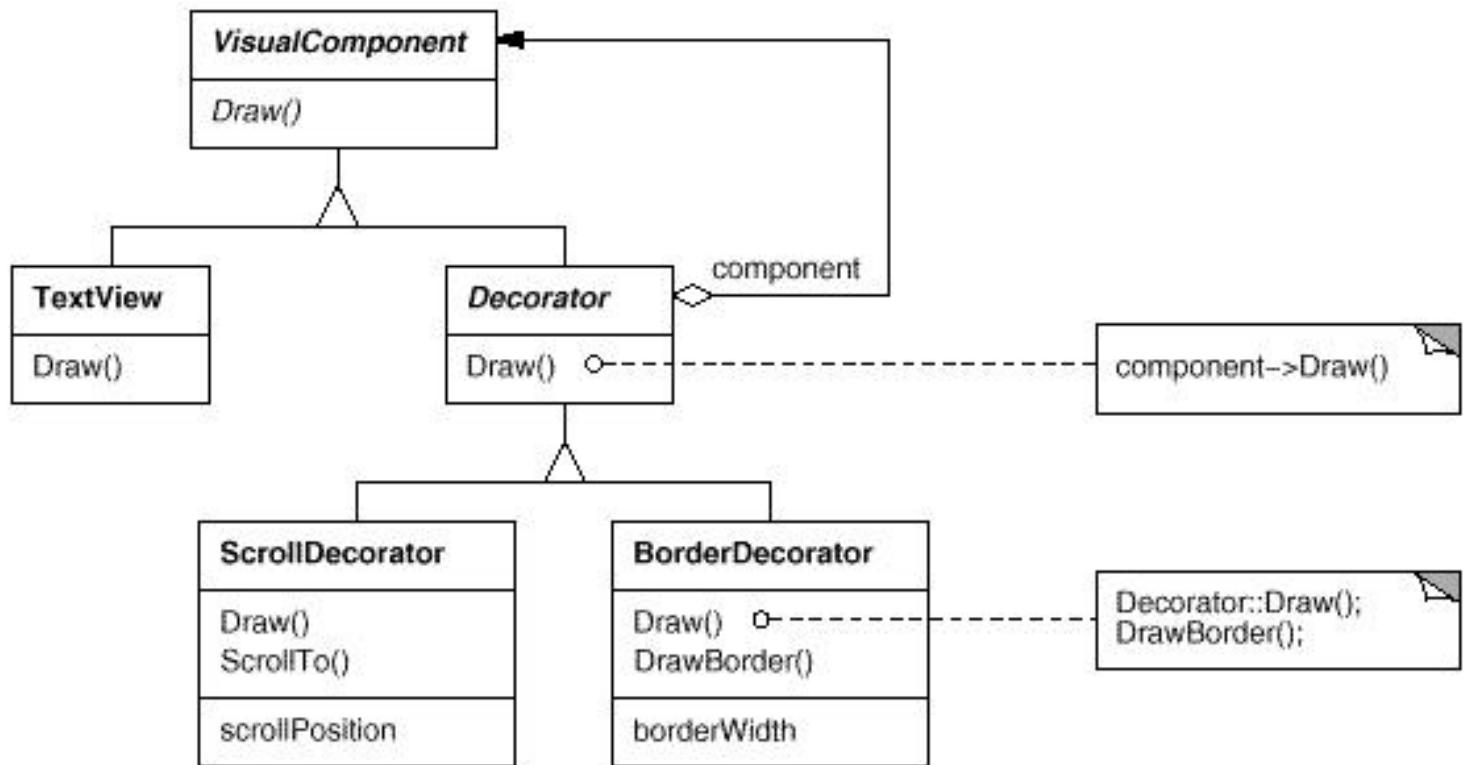 VisualComponent
Draw()
component
TextView
Draw()
Decorator
Draw()
component–>Draw()
ScrollDecorator
Draw()
ScrollTo()
scrollPosition
BorderDecorator
Draw()
DrawBorder()
borderWidth
Decorator::Draw();
DrawBorder();